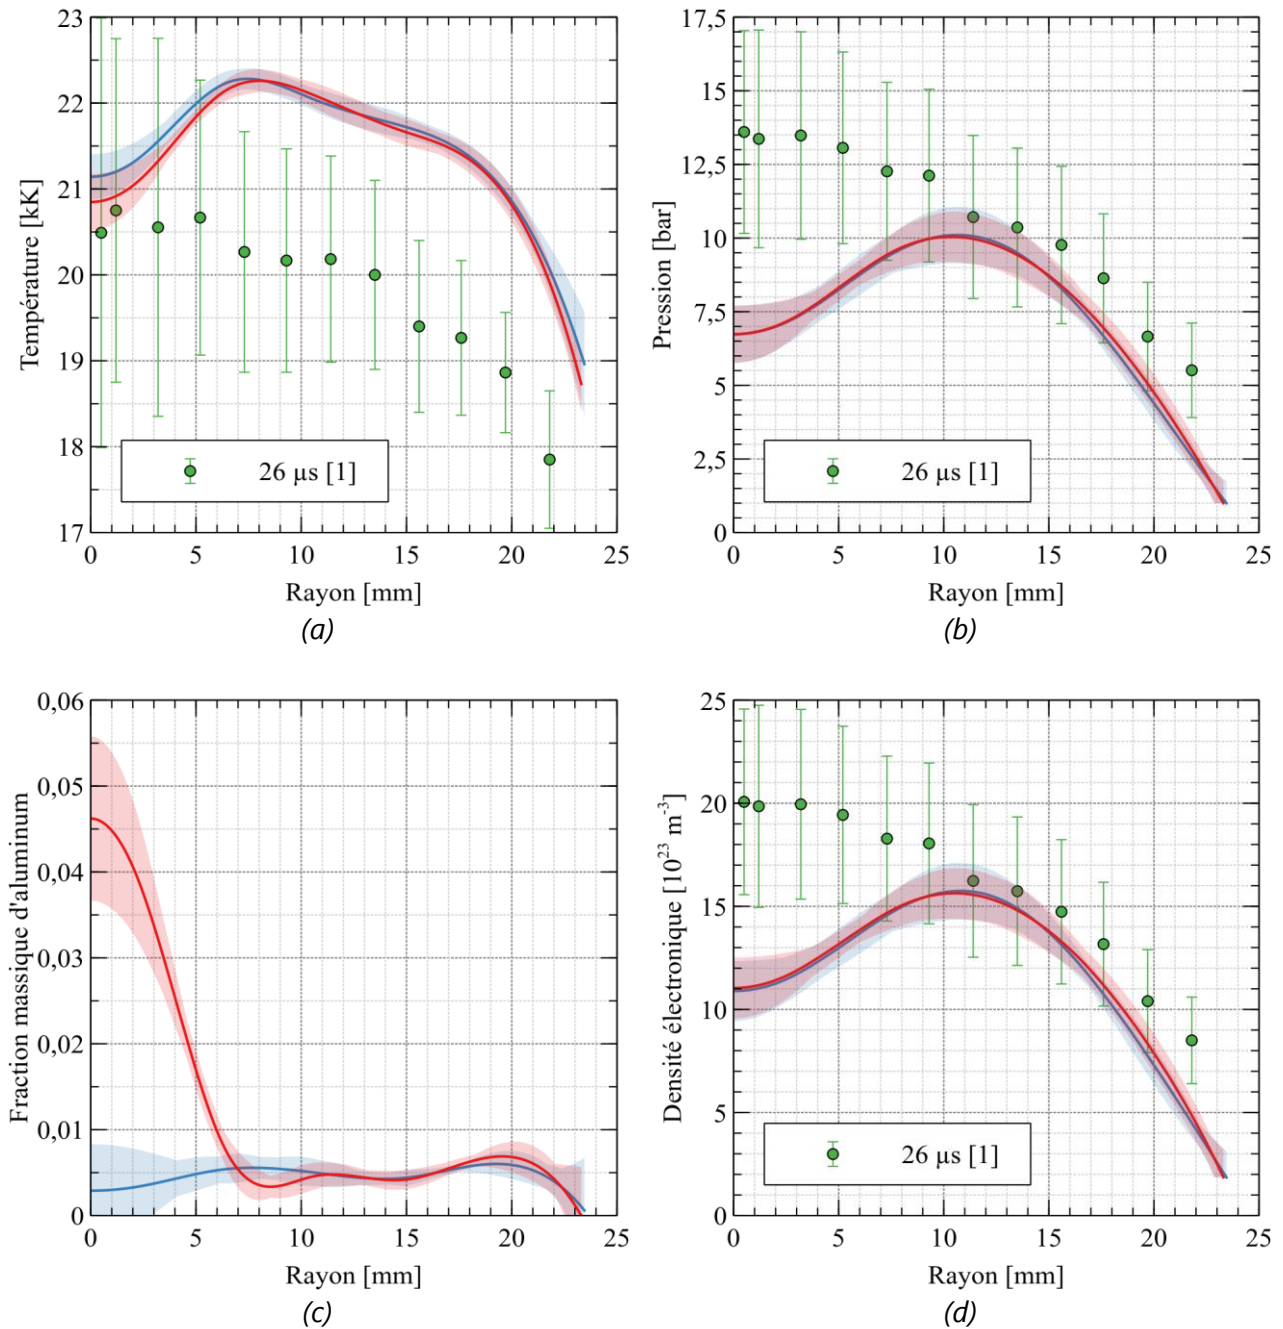 23
22
21
20
19
18
17
Température [kK]
26 µs [1]
0 5 10 15 20 25
Rayon [mm]
(a)
17,5
15
12,5
10
7,5
5
2,5
0
Pression [bar]
26 µs [1]
0 5 10 15 20 25
Rayon [mm]
(b)
0,06
0,05
0,04
0,03
0,02
0,01
0
Fraction massique d'aluminum
0 5 10 15 20 25
Rayon [mm]
(c)
25
20
15
10
5
0
Densité électronique [10²³ m⁻³]
26 µs [1]
0 5 10 15 20 25
Rayon [mm]
(d)